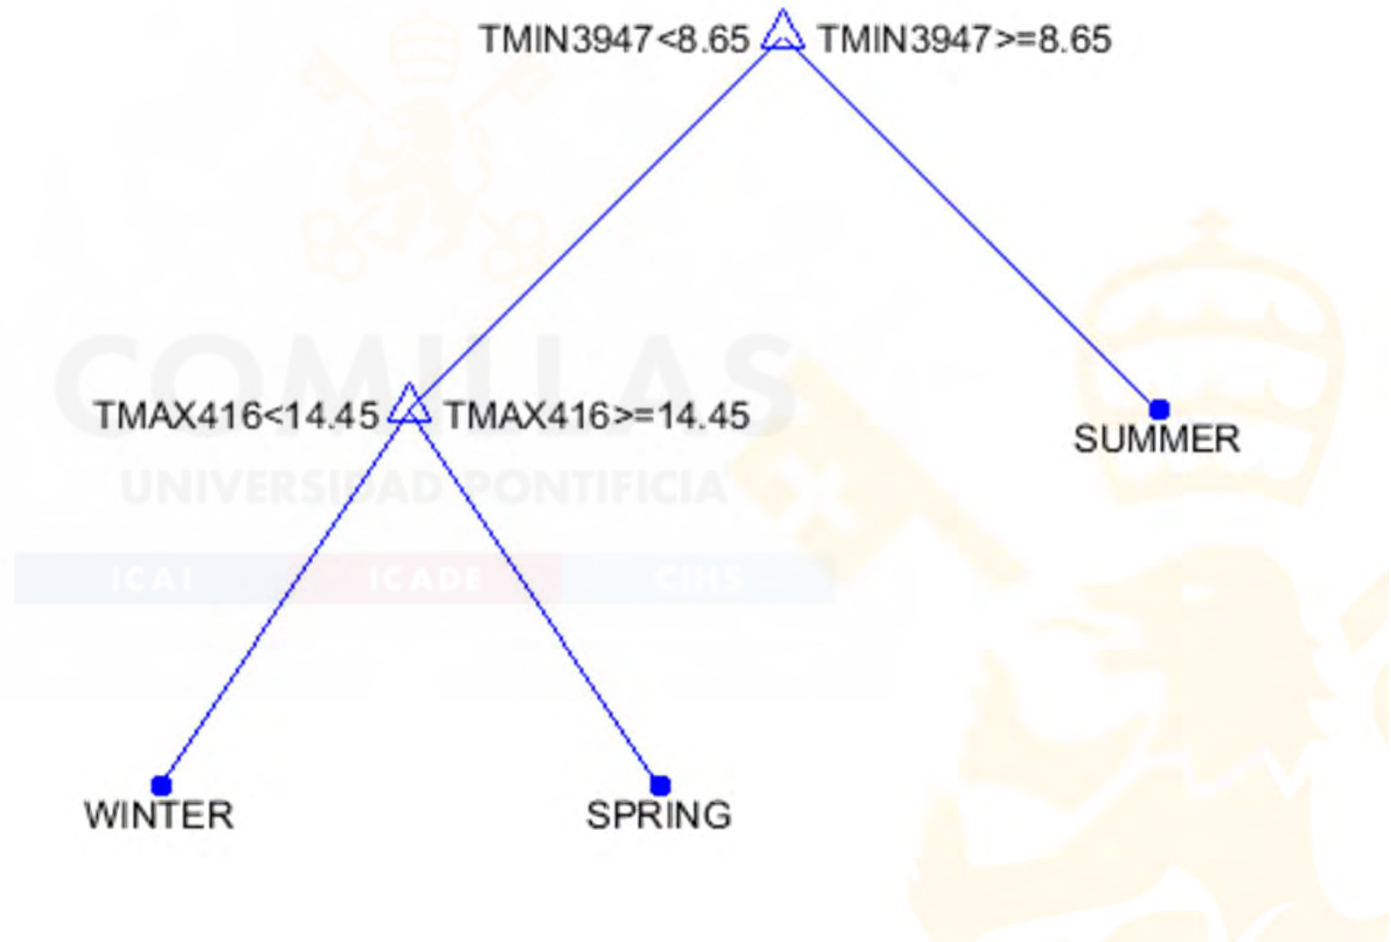 TMIN3947<8.65 TMIN3947>=8.65
COMILLAS
TMAX416<14.45 TMAX416>=14.45
SUMMER
UNIVERSIDAD PONTIFICIA
ICAI ICADE CIHS
WINTER SPRING